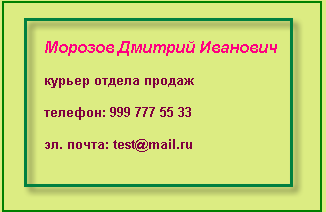 Морозов Дмитрий Иванович
курьер отдела продаж
телефон: 999 777 55 33
эл. почта: test@mail.ru